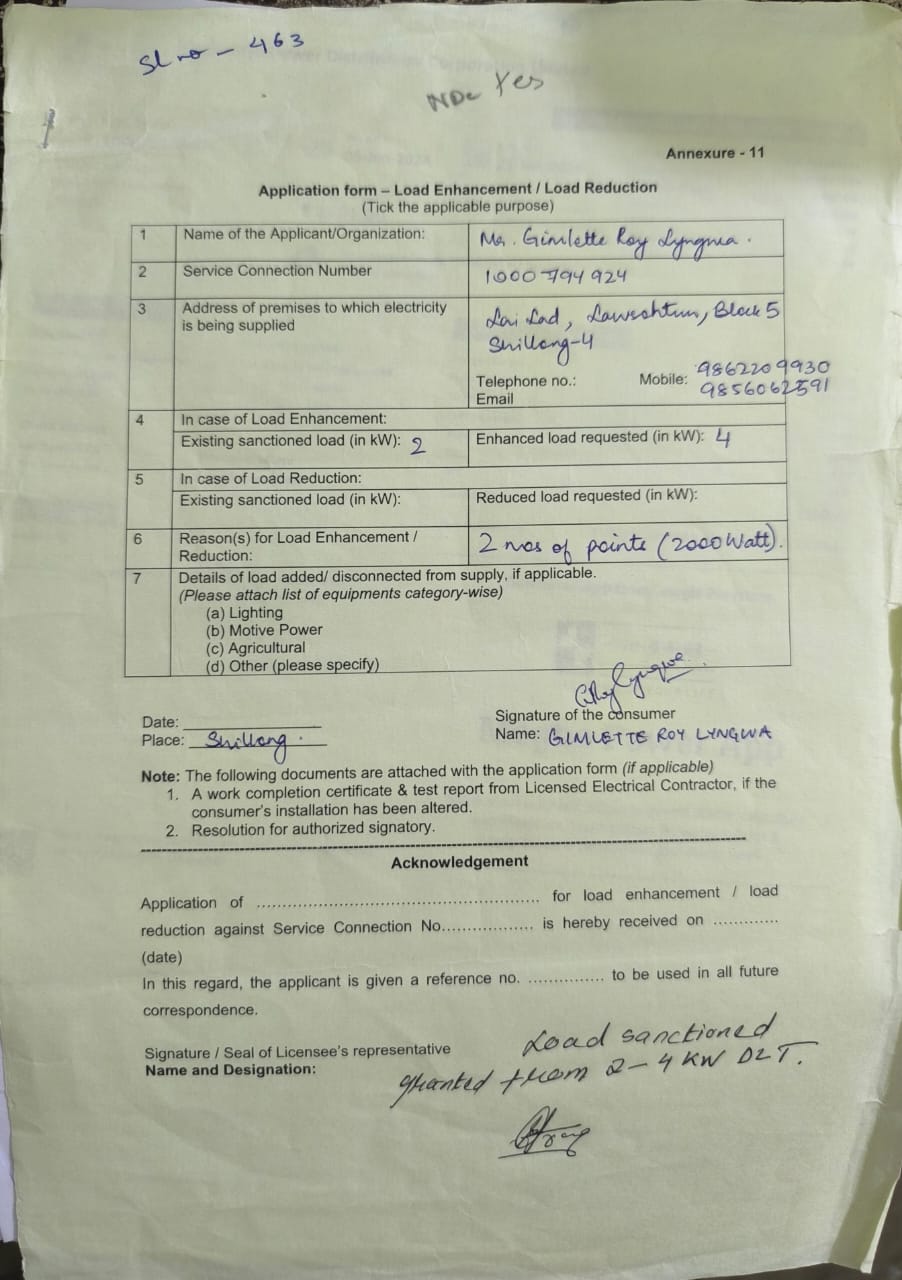 Sl no - 463
NDC Yes
Annexure - 11
Application form – Load Enhancement / Load Reduction
(Tick the applicable purpose)
1 Name of the Applicant/Organization: Mr. Gimlette Roy Lyngwa.
2 Service Connection Number 1000794924
3 Address of premises to which electricity is being supplied
Lai Lad, Lawsohtun, Block 5
Shillong-4
Telephone no.: Mobile: 9862209930
9856062591
Email
4 In case of Load Enhancement:
Existing sanctioned load (in kW): 2 Enhanced load requested (in kW): 4
5 In case of Load Reduction:
Existing sanctioned load (in kW): Reduced load requested (in kW):
6 Reason(s) for Load Enhancement /
Reduction: 2 nos of points (2000 Watt).
7 Details of load added/ disconnected from supply, if applicable.
(Please attach list of equipments category-wise)
(a) Lighting
(b) Motive Power
(c) Agricultural
(d) Other (please specify)
Date:
Place: Shillong.
Signature of the consumer
Name: GIMLETTE ROY LYNGWA
Note: The following documents are attached with the application form (if applicable)
1. A work completion certificate & test report from Licensed Electrical Contractor, if the
consumer's installation has been altered.
2. Resolution for authorized signatory.
Acknowledgement
Application of .................................................. for load enhancement / load
reduction against Service Connection No.................. is hereby received on .............
(date)
In this regard, the applicant is given a reference no. ............... to be used in all future
correspondence.
Signature / Seal of Licensee's representative
Name and Designation:
Load sanctioned
granted from 2-4 KW DLT.